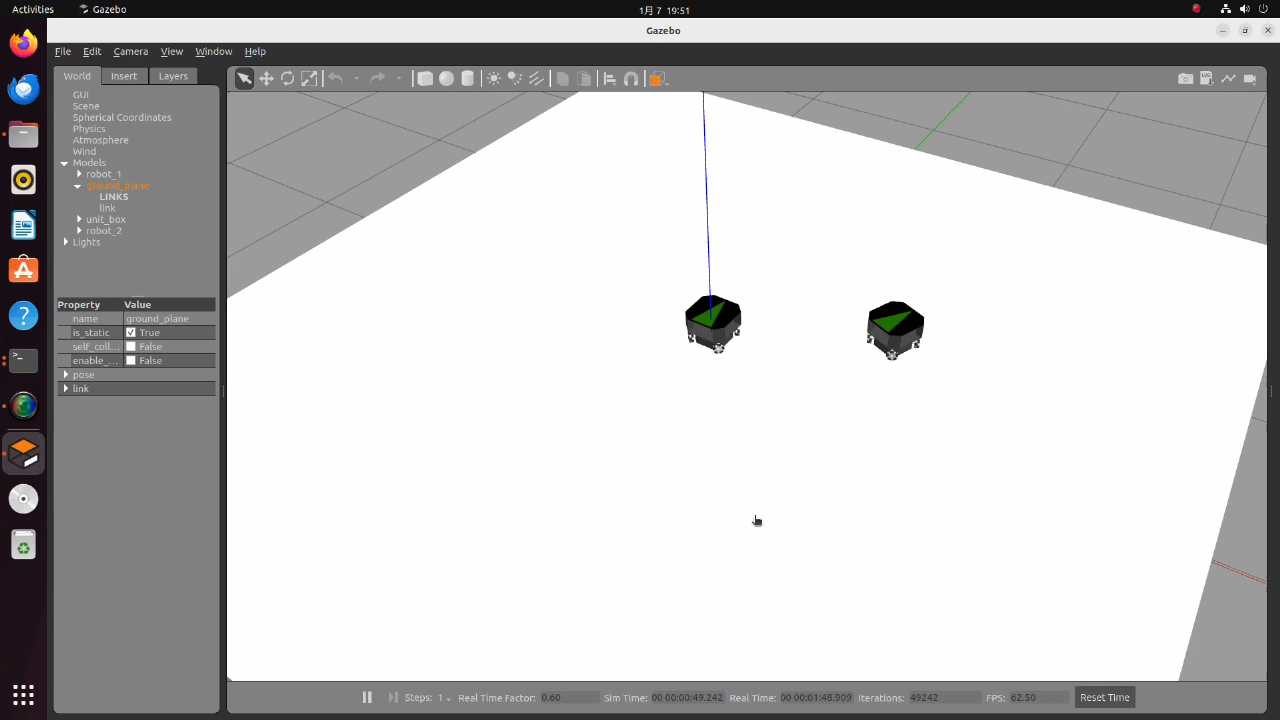 Activities Gazebo 1月 7 19:51
Gazebo
File Edit Camera View Window Help
World Insert Layers
GUI
Scene
Spherical Coordinates
Physics
Atmosphere
Wind
Models
robot_1
ground_plane
LINKS
link
unit_box
robot_2
Lights
Property Value
name ground_plane
is_static True
self_coll... False
enable_... False
pose
link
Steps: 1 Real Time Factor: 0.60 Sim Time: 00 00:00:49.242 Real Time: 00 00:01:48.909 Iterations: 49242 FPS: 62.50 Reset Time